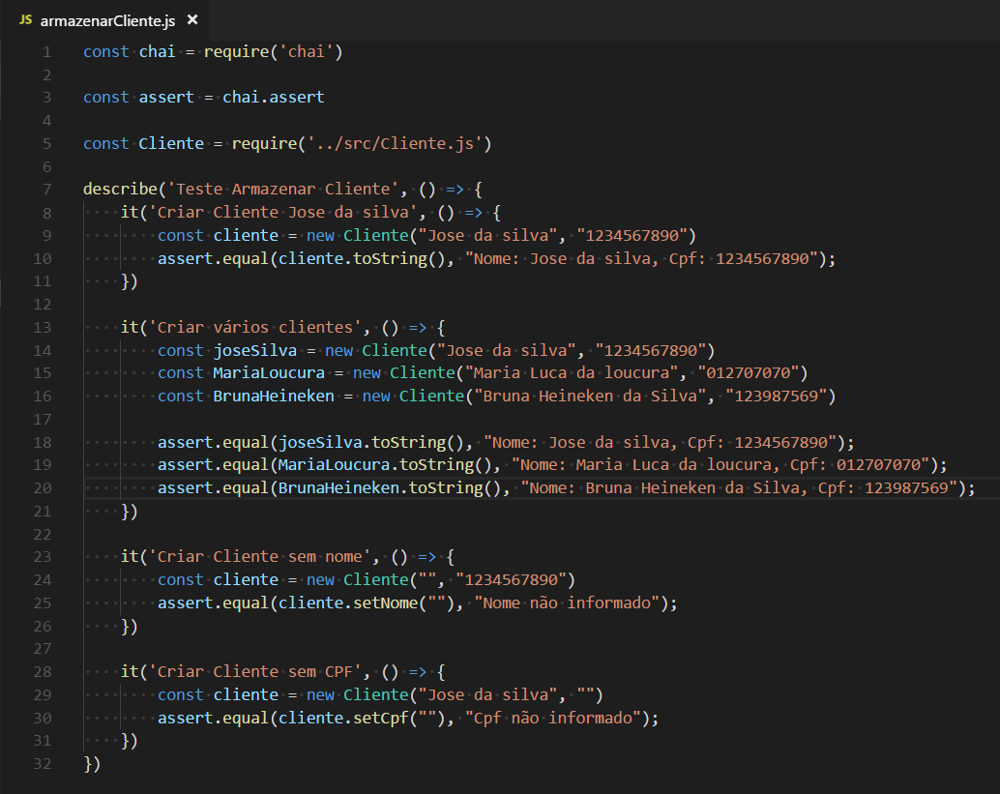 JS armazenarCliente.js ×
1 const chai = require('chai')
2
3 const assert = chai.assert
4
5 const Cliente = require('../src/Cliente.js')
6
7 describe('Teste Armazenar Cliente', () => {
8     it('Criar Cliente Jose da silva', () => {
9         const cliente = new Cliente("Jose da silva", "1234567890")
10         assert.equal(cliente.toString(), "Nome: Jose da silva, Cpf: 1234567890");
11     })
12
13     it('Criar vários clientes', () => {
14         const joseSilva = new Cliente("Jose da silva", "1234567890")
15         const MariaLoucura = new Cliente("Maria Luca da loucura", "012707070")
16         const BrunaHeineken = new Cliente("Bruna Heineken da Silva", "123987569")
17
18         assert.equal(joseSilva.toString(), "Nome: Jose da silva, Cpf: 1234567890");
19         assert.equal(MariaLoucura.toString(), "Nome: Maria Luca da loucura, Cpf: 012707070");
20         assert.equal(BrunaHeineken.toString(), "Nome: Bruna Heineken da Silva, Cpf: 123987569");
21     })
22
23     it('Criar Cliente sem nome', () => {
24         const cliente = new Cliente("", "1234567890")
25         assert.equal(cliente.setNome(""), "Nome não informado");
26     })
27
28     it('Criar Cliente sem CPF', () => {
29         const cliente = new Cliente("Jose da silva", "")
30         assert.equal(cliente.setCpf(""), "Cpf não informado");
31     })
32 })